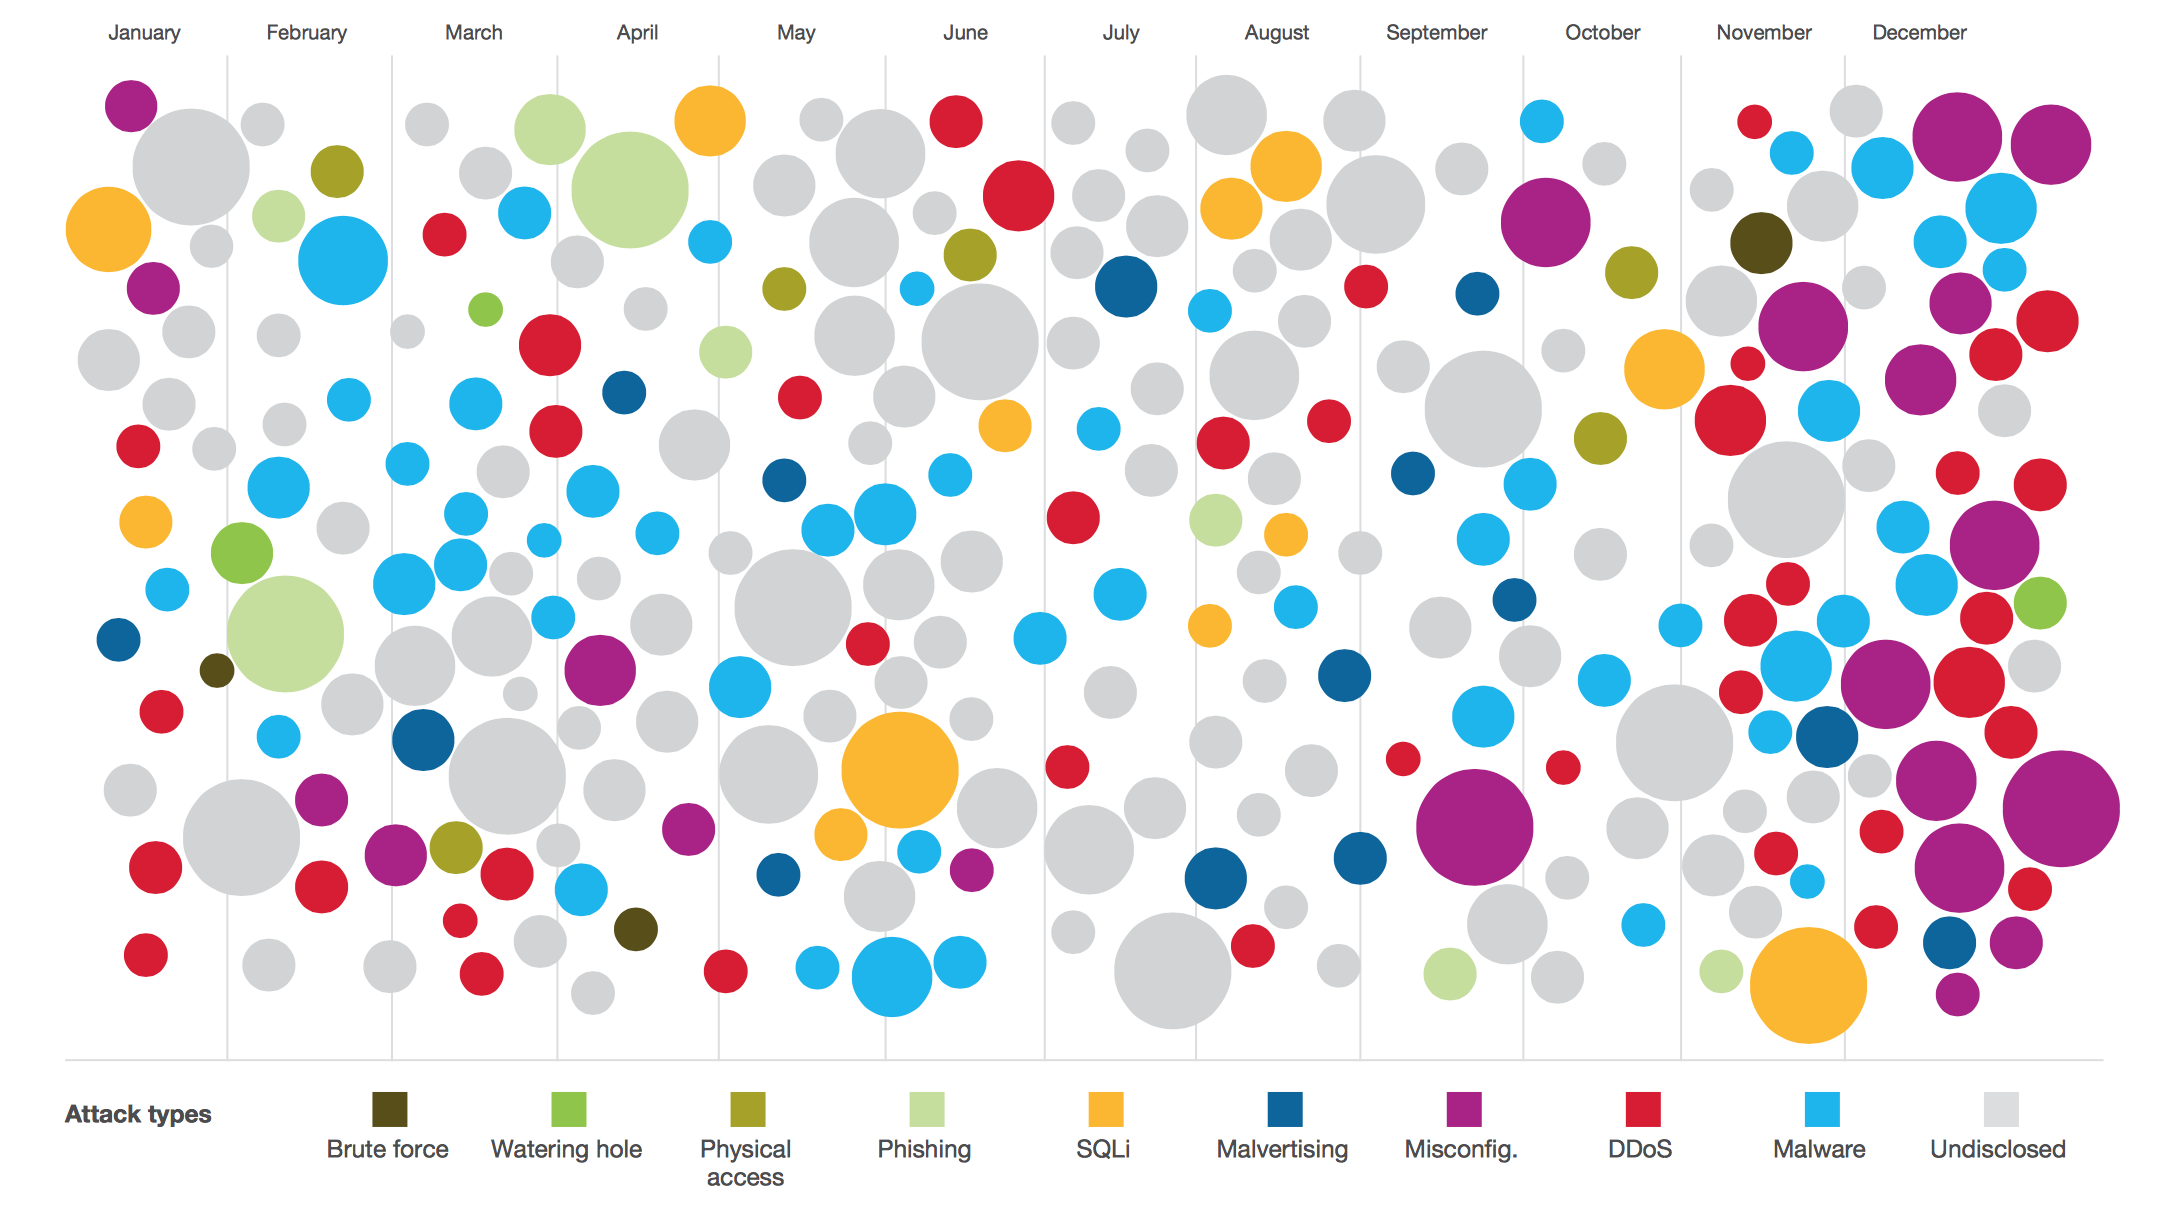 January February March April May June July August September October November December
Attack types
Brute force Watering hole Physical access Phishing SQLi Malvertising Misconfig. DDoS Malware Undisclosed